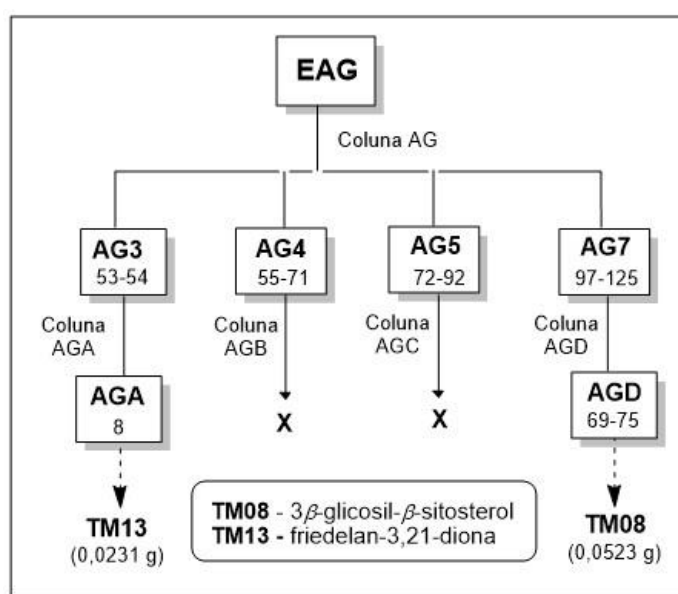 EAG
Coluna AG
AG3
53-54
AG4
55-71
AG5
72-92
AG7
97-125
Coluna
AGA
Coluna
AGB
Coluna
AGC
Coluna
AGD
AGA
8
X
X
AGD
69-75
TM13
(0,0231 g)
TM08 - 3β-glicosil-β-sitosterol
TM13 - friedelan-3,21-diona
TM08
(0,0523 g)